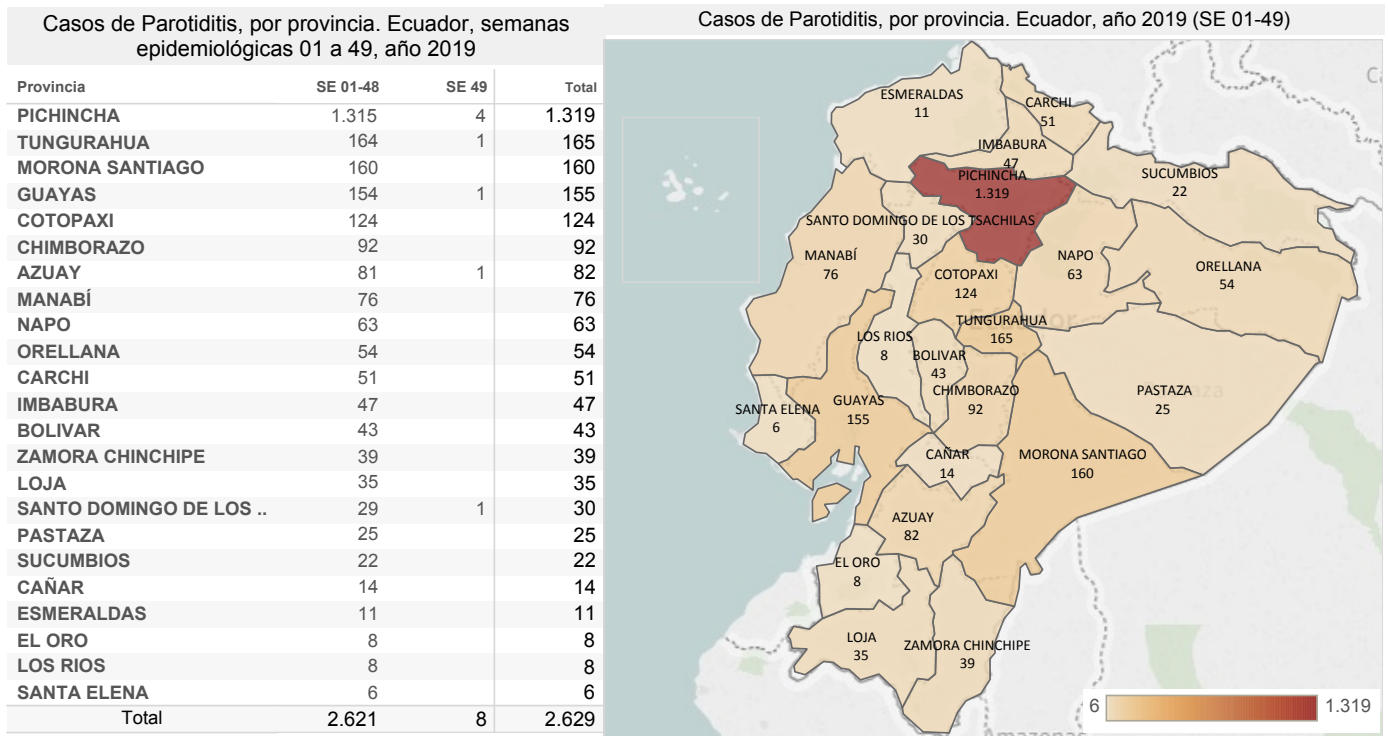 Casos de Parotiditis, por provincia. Ecuador, semanas
epidemiológicas 01 a 49, año 2019
Provincia SE 01-48 SE 49 Total
PICHINCHA 1.315 4 1.319
TUNGURAHUA 164 1 165
MORONA SANTIAGO 160 160
GUAYAS 154 1 155
COTOPAXI 124 124
CHIMBORAZO 92 92
AZUAY 81 1 82
MANABÍ 76 76
NAPO 63 63
ORELLANA 54 54
CARCHI 51 51
IMBABURA 47 47
BOLIVAR 43 43
ZAMORA CHINCHIPE 39 39
LOJA 35 35
SANTO DOMINGO DE LOS .. 29 1 30
PASTAZA 25 25
SUCUMBIOS 22 22
CAÑAR 14 14
ESMERALDAS 11 11
EL ORO 8 8
LOS RIOS 8 8
SANTA ELENA 6 6
Total 2.621 8 2.629
Casos de Parotiditis, por provincia. Ecuador, año 2019 (SE 01-49)
ESMERALDAS
11
CARCHI
51
IMBABURA
47
PICHINCHA
1.319
SUCUMBIOS
22
SANTO DOMINGO DE LOS TSACHILAS
30
MANABÍ
76
COTOPAXI
124
NAPO
63
ORELLANA
54
TUNGURAHUA
165
LOS RIOS
8
BOLIVAR
43
CHIMBORAZO
92
PASTAZA
25
SANTA ELENA
6
GUAYAS
155
CAÑAR
14
MORONA SANTIAGO
160
AZUAY
82
EL ORO
8
LOJA
35
ZAMORA CHINCHIPE
39
6 1.319
Amazonas